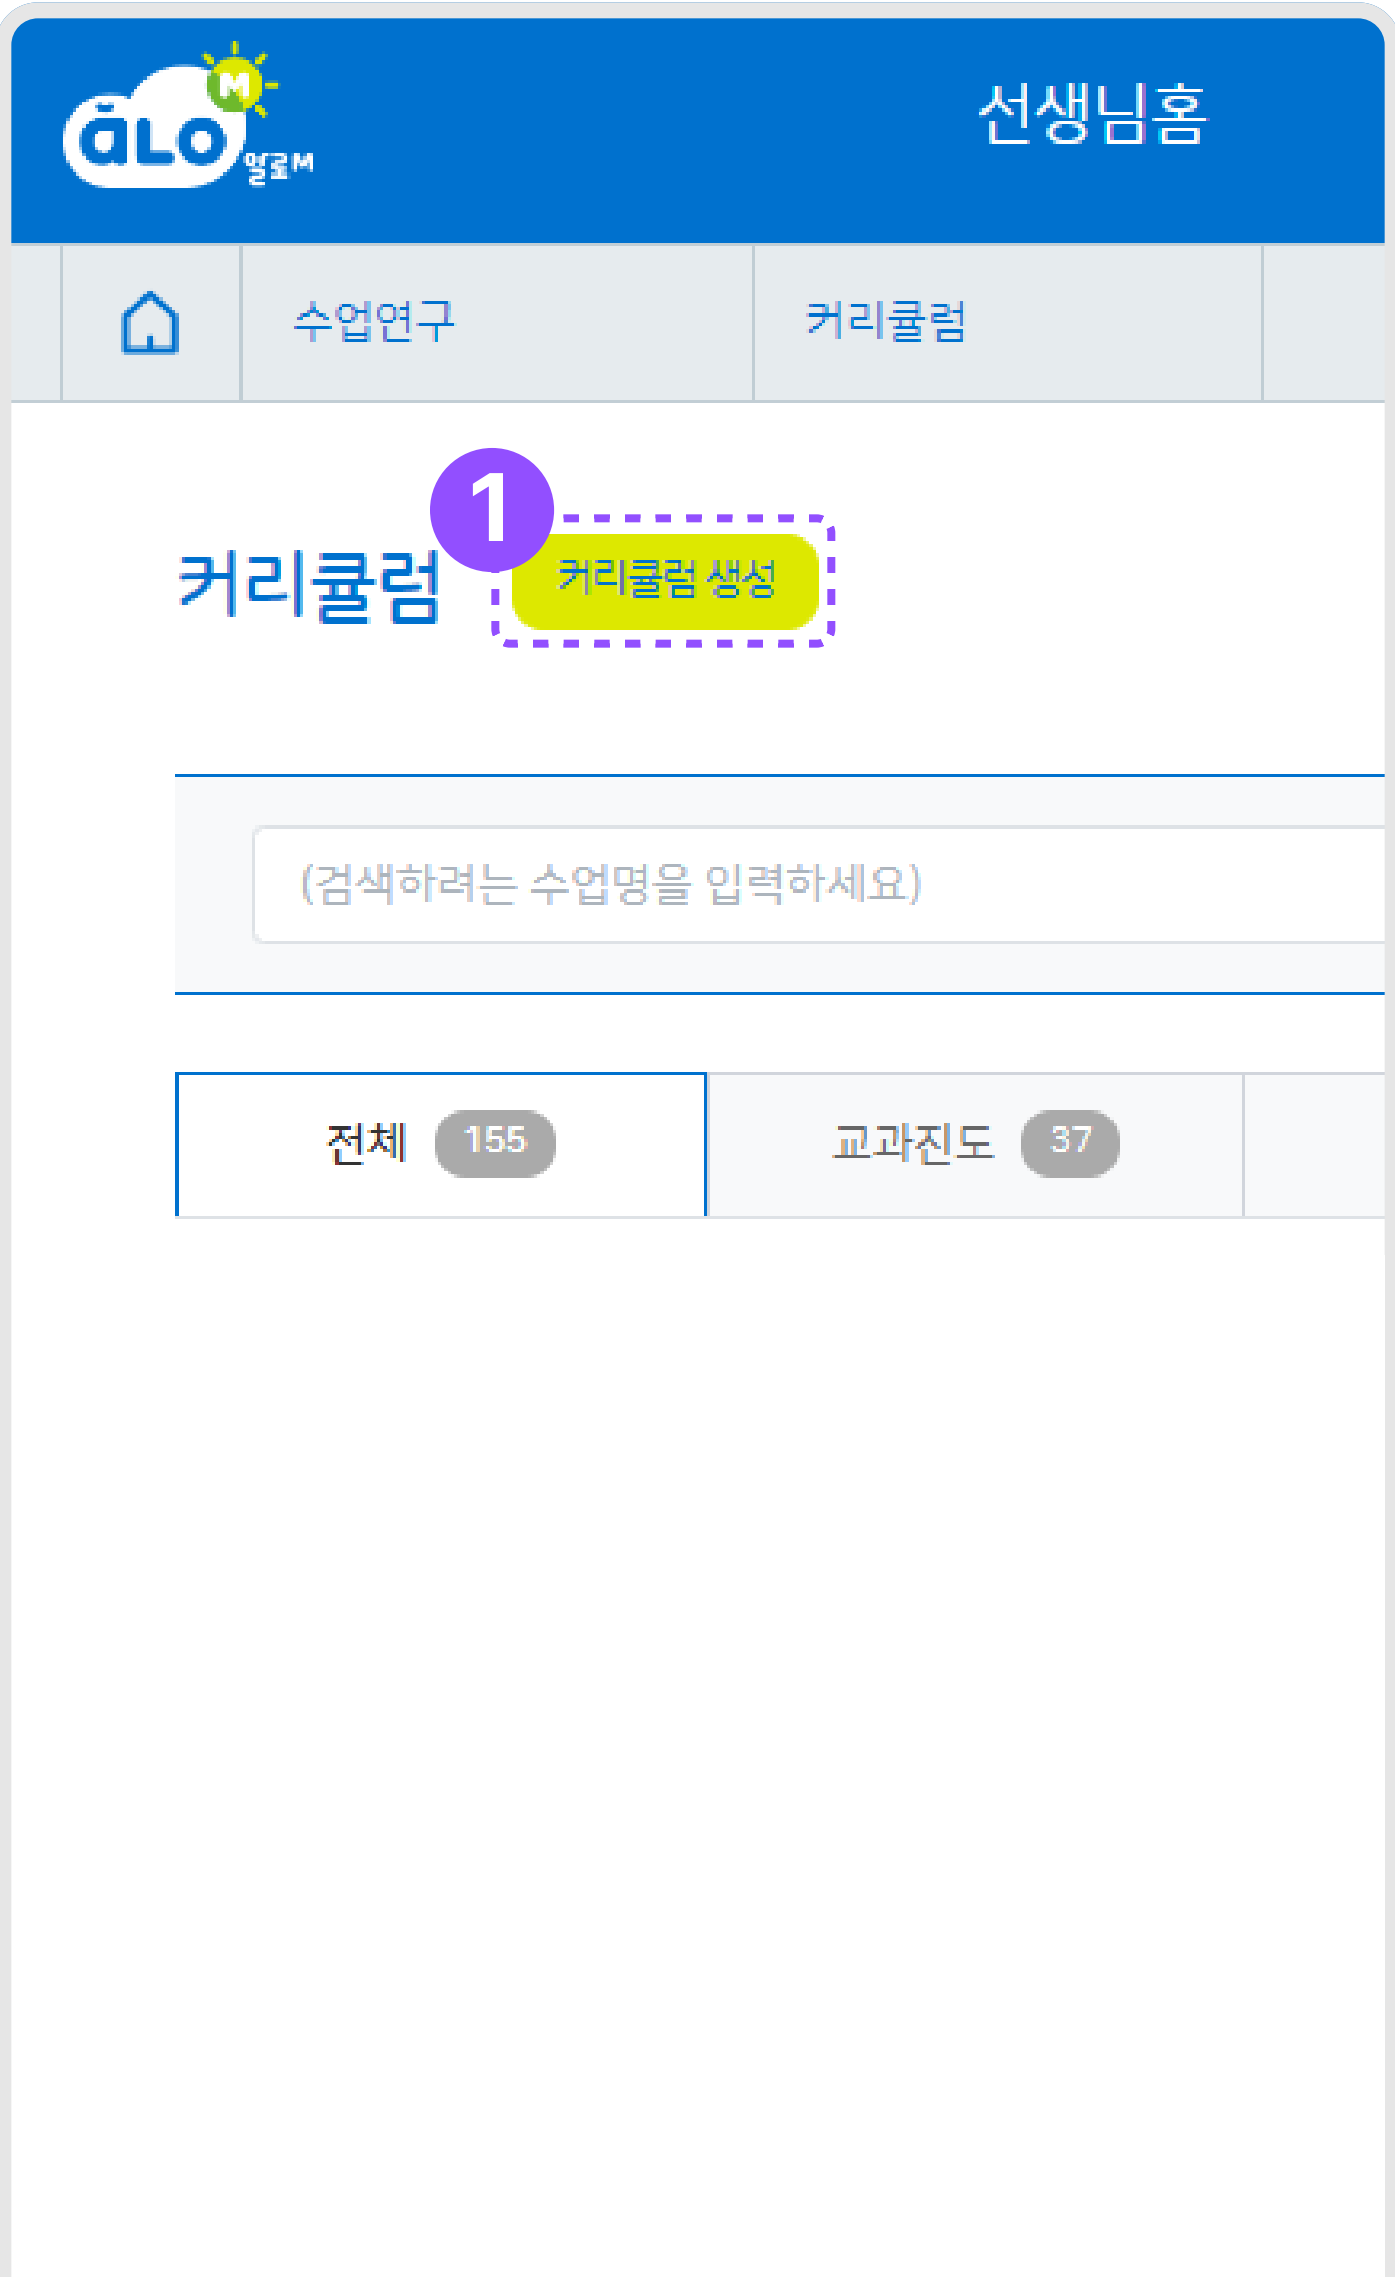 ăLO M 알로M
선생님홈
수업연구 커리큘럼
1
커리큘럼 커리큘럼 생성
(검색하려는 수업명을 입력하세요)
전체 155 교과진도 37